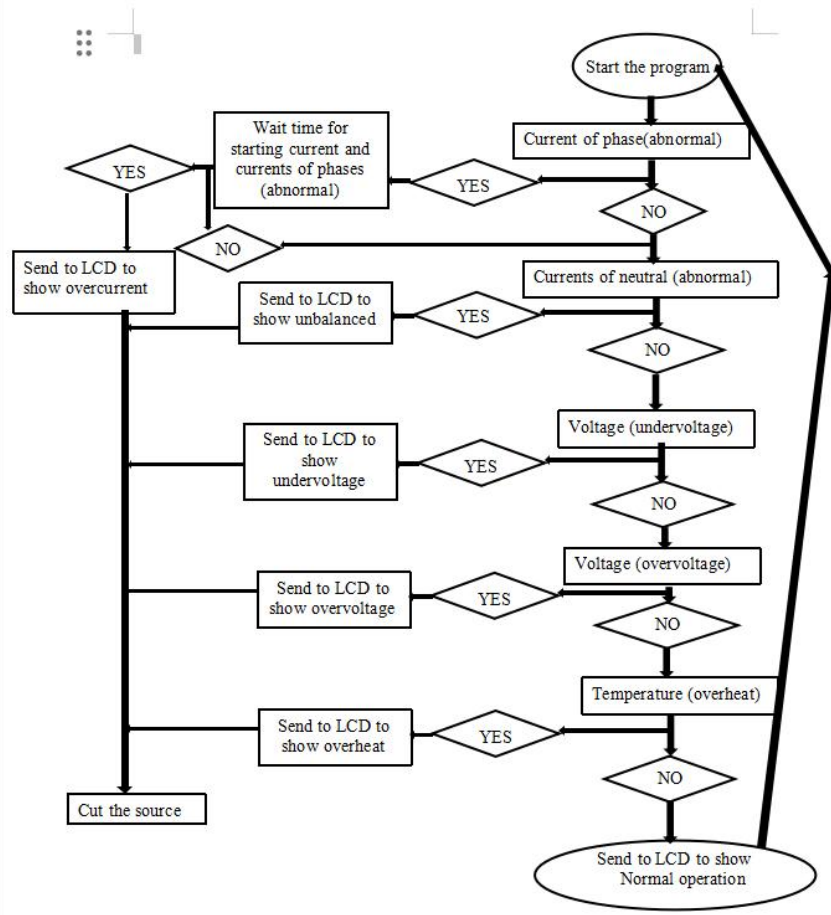 Start the program
Current of phase(abnormal)
Wait time for
starting current and
currents of phases
(abnormal)
YES
YES
NO
NO
Send to LCD to
show overcurrent
Currents of neutral (abnormal)
Send to LCD to
show unbalanced
YES
NO
Voltage (undervoltage)
Send to LCD to
show
undervoltage
YES
NO
Voltage (overvoltage)
Send to LCD to
show overvoltage
YES
NO
Temperature (overheat)
Send to LCD to
show overheat
YES
NO
Cut the source
Send to LCD to show
Normal operation